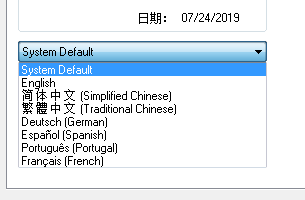 日期: 07/24/2019
System Default
System Default
English
简体中文 (Simplified Chinese)
繁體中文 (Traditional Chinese)
Deutsch (German)
Español (Spanish)
Português (Portugal)
Français (French)